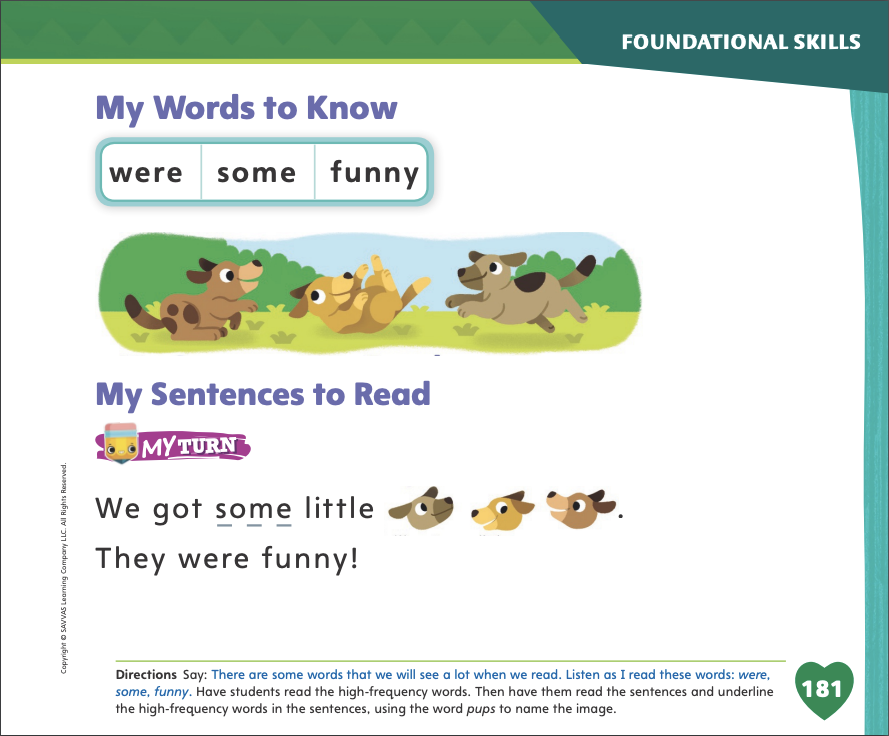 FOUNDATIONAL SKILLS
My Words to Know
were some funny
My Sentences to Read
MY TURN
We got some little .
They were funny!
Copyright © SAVVAS Learning Company LLC. All Rights Reserved.
Directions Say: There are some words that we will see a lot when we read. Listen as I read these words: were,
some, funny. Have students read the high-frequency words. Then have them read the sentences and underline
the high-frequency words in the sentences, using the word pups to name the image.
181